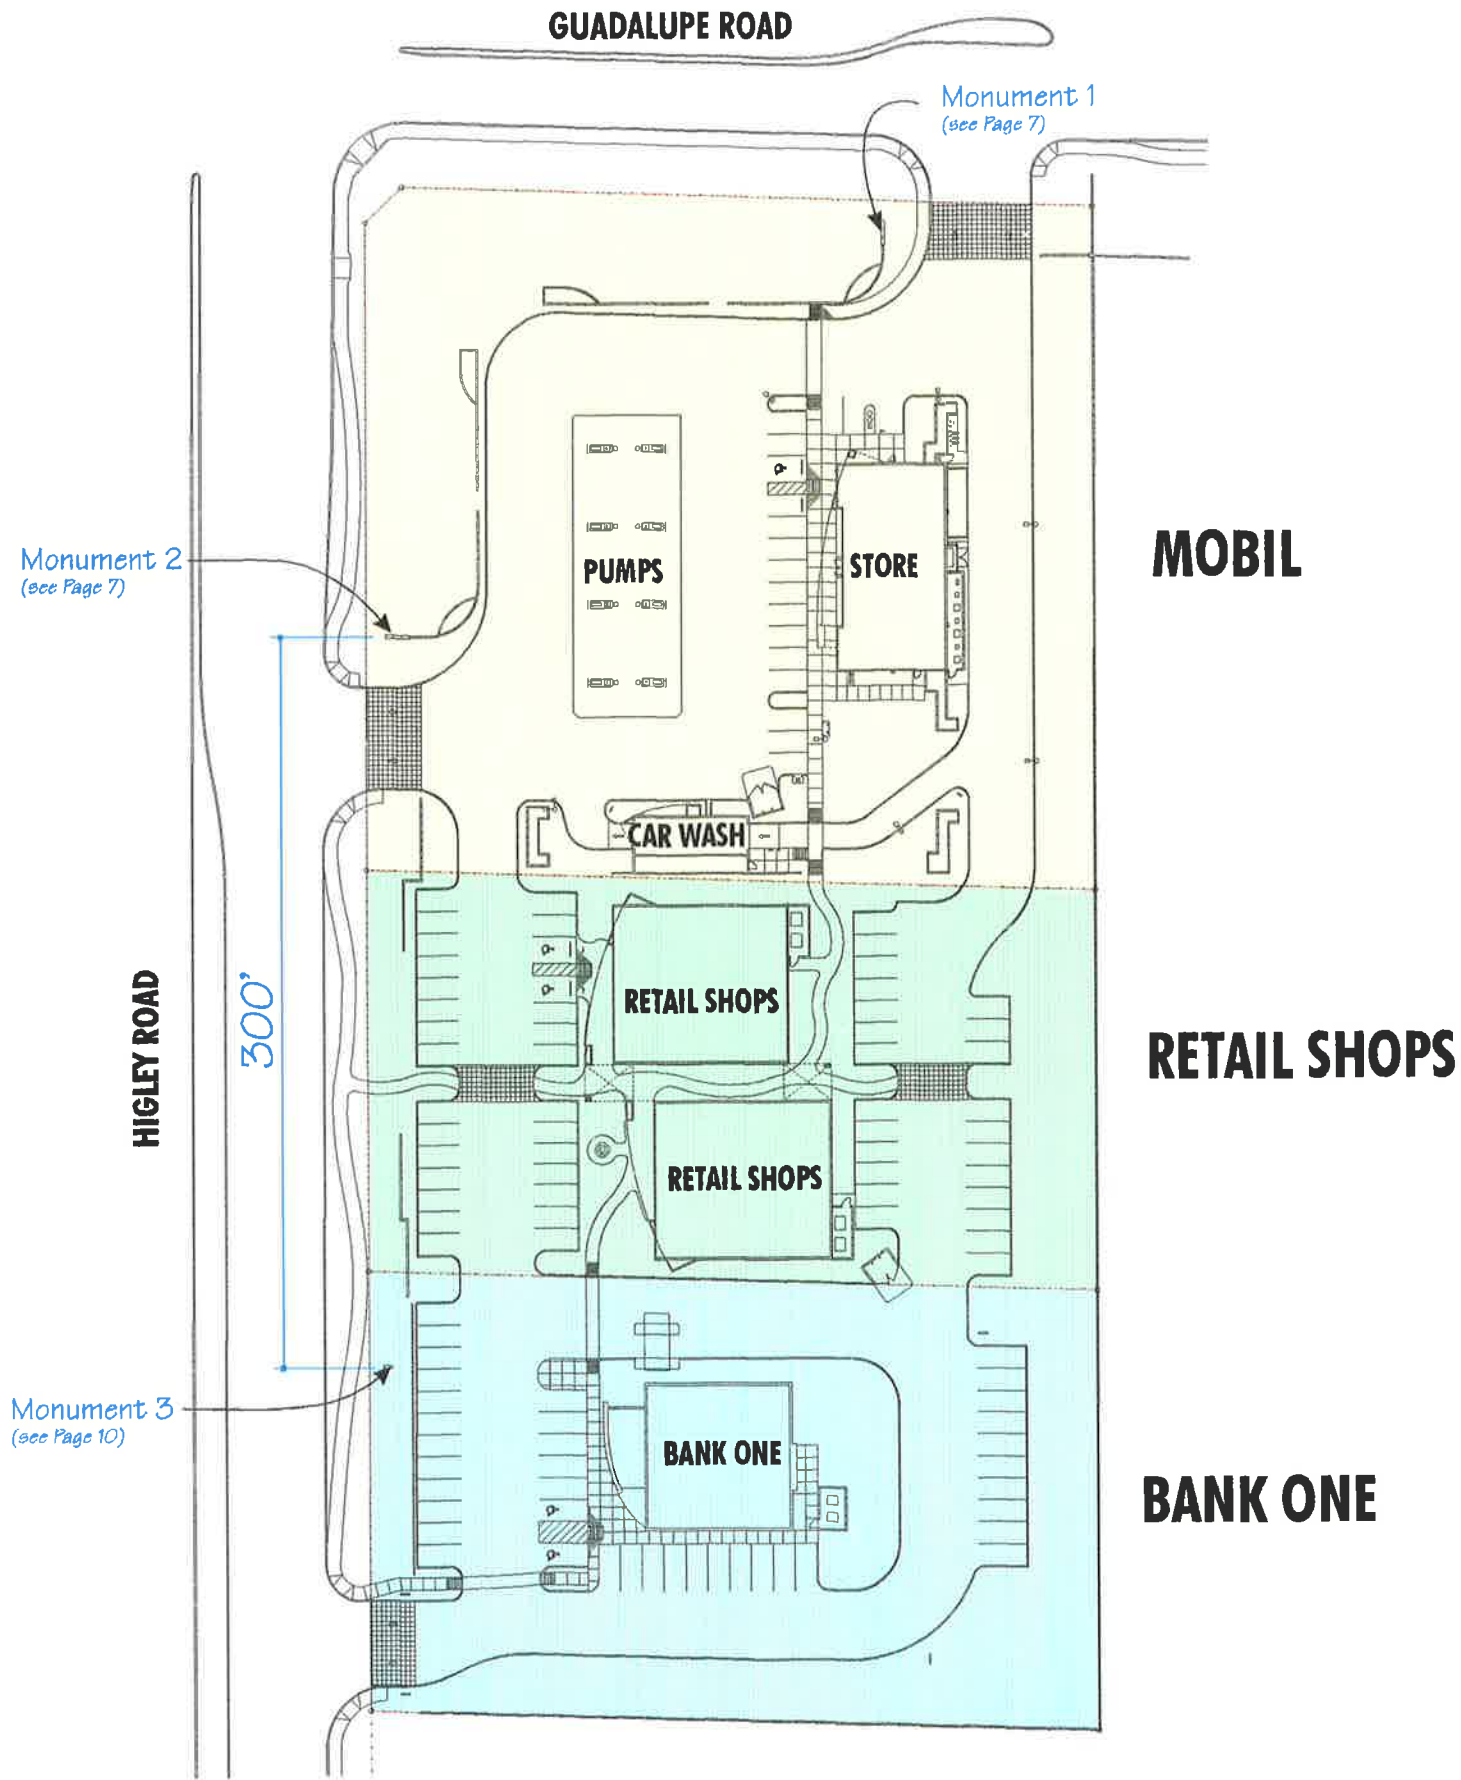 GUADALUPE ROAD
Monument 1
(see Page 7)
Monument 2
(see Page 7)
PUMPS
STORE
MOBIL
CAR WASH
HIGLEY ROAD
300'
RETAIL SHOPS
RETAIL SHOPS
RETAIL SHOPS
Monument 3
(see Page 10)
BANK ONE
BANK ONE